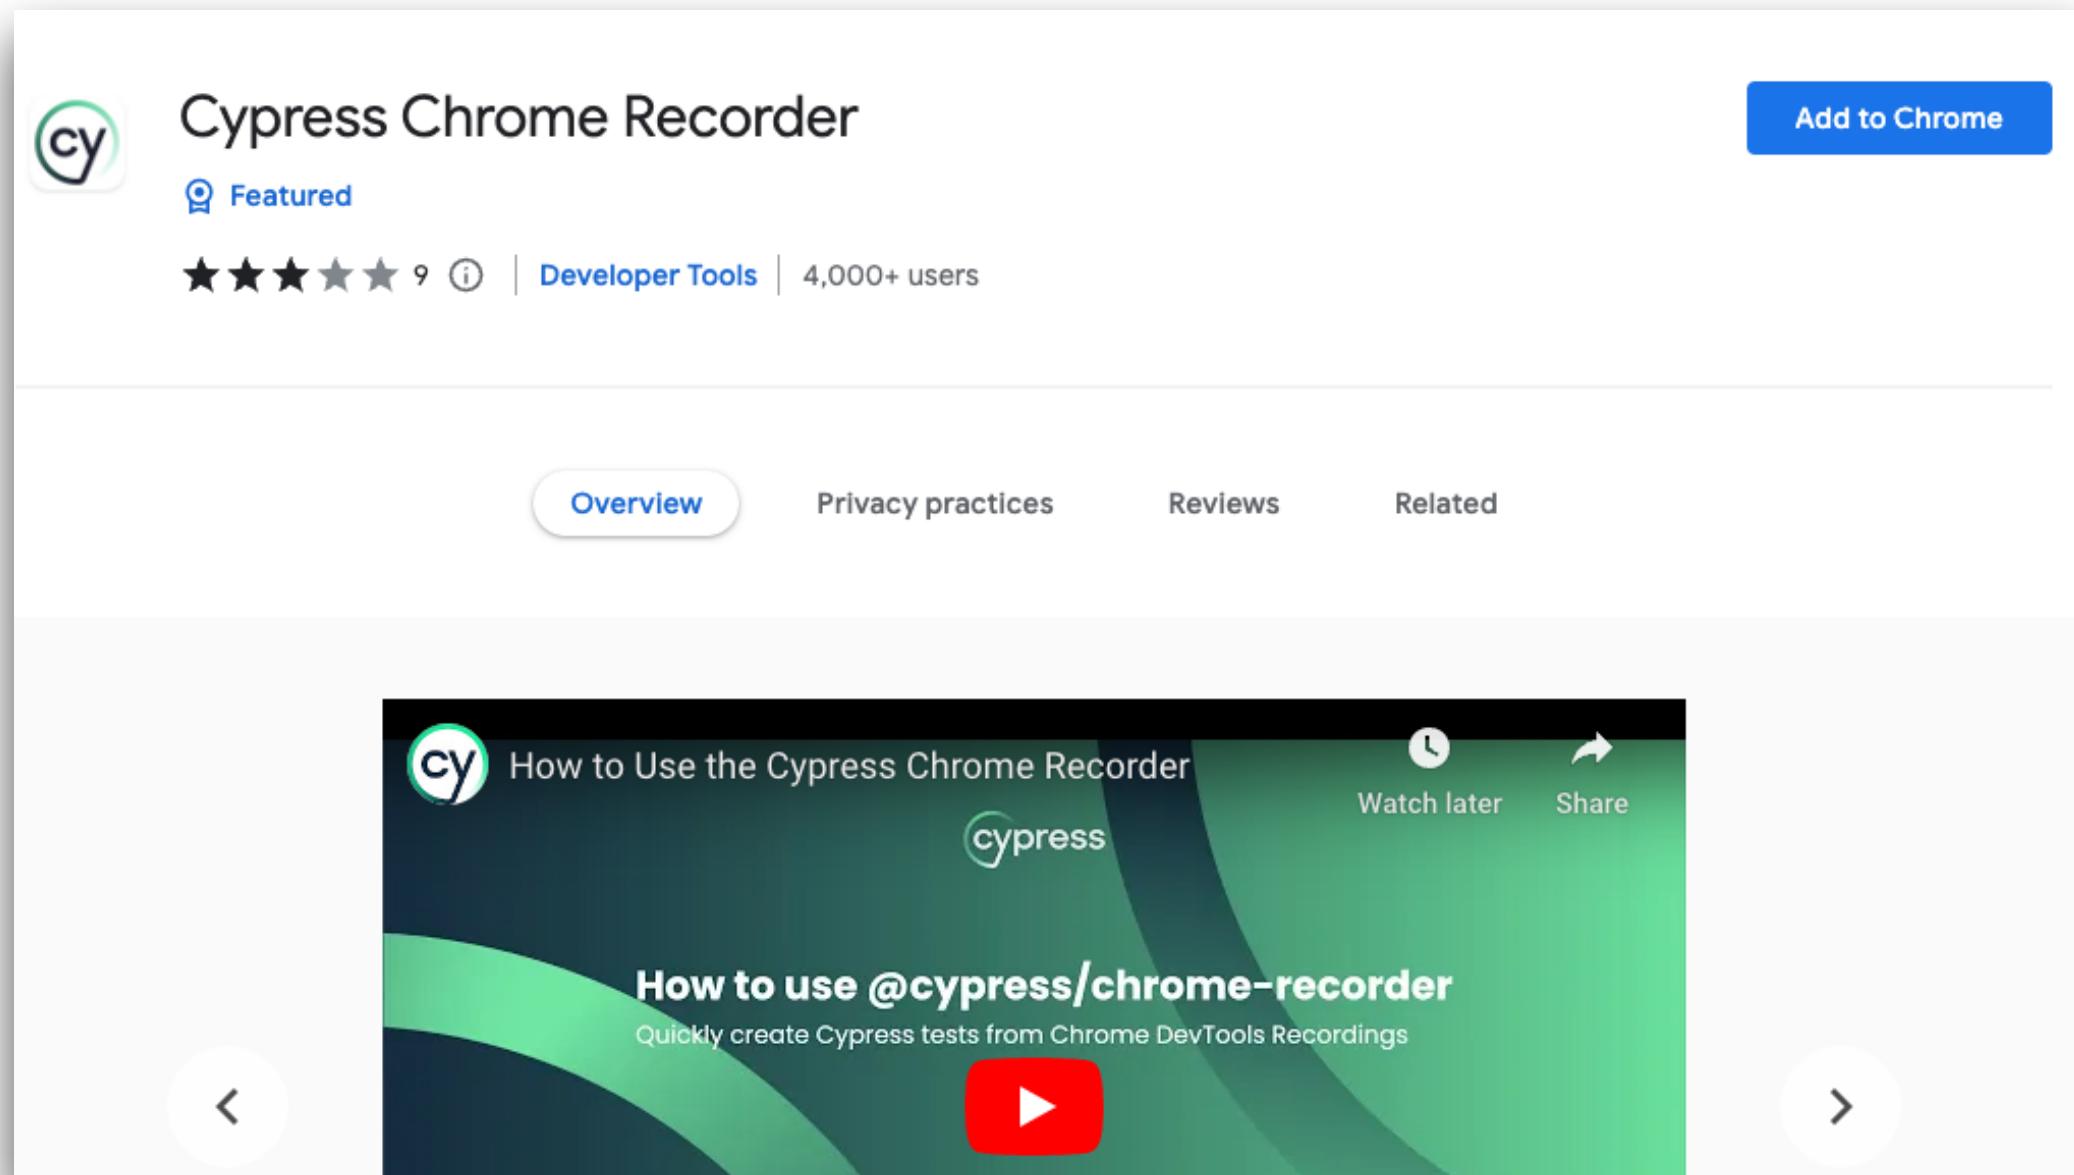 cy
Cypress Chrome Recorder
Add to Chrome
Featured
9
Developer Tools
4,000+ users
Overview
Privacy practices
Reviews
Related
cy
How to Use the Cypress Chrome Recorder
Watch later
Share
cypress
How to use @cypress/chrome-recorder
Quickly create Cypress tests from Chrome DevTools Recordings